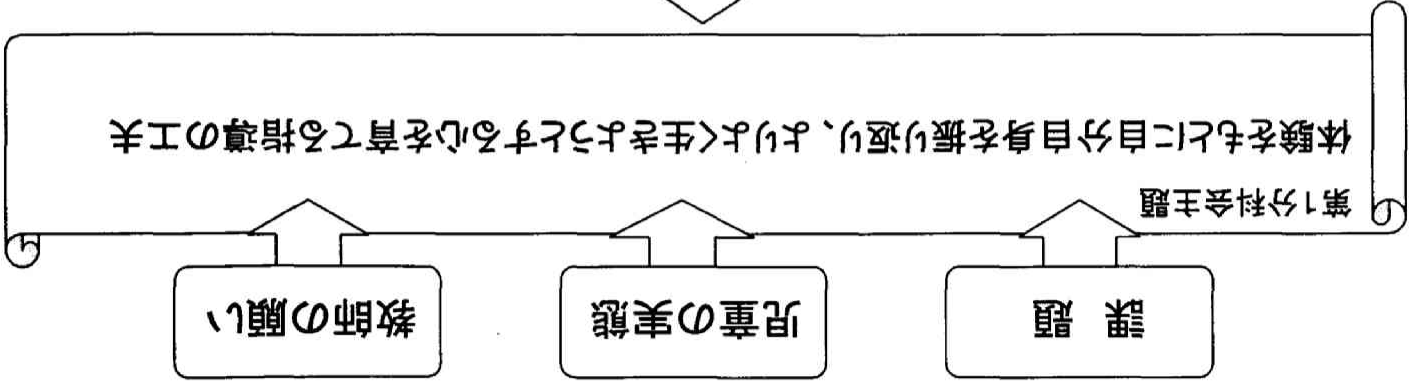 課 題
児童の実態
教師の願い
第1分科会主題
体験をもとに自分自身を振り返り、よりよく生きようとする心を育てる指導の工夫